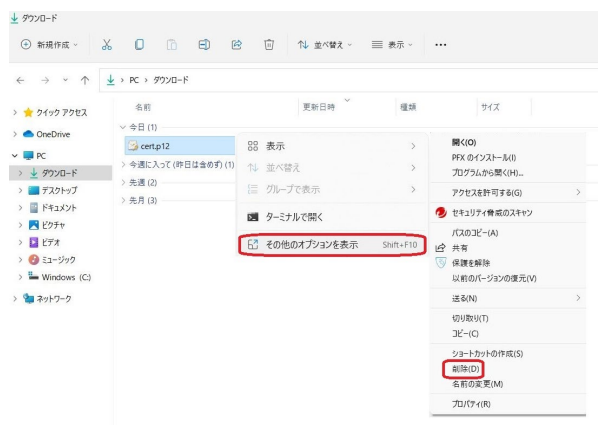 ダウンロード
新規作成
並べ替え
表示
PC > ダウンロード
名前
更新日時
種類
サイズ
クイック アクセス
OneDrive
PC
ダウンロード
デスクトップ
ドキュメント
ピクチャ
ビデオ
ミュージック
Windows (C:)
ネットワーク
今日 (1)
cert.p12
今週に入って (昨日は含めず) (1)
先週 (2)
先月 (3)
表示
並べ替え
グループで表示
ターミナルで開く
その他のオプションを表示 Shift+F10
開く(O)
PFX のインストール(I)
プログラムから開く(H)...
アクセスを許可する(G)
セキュリティ脅威のスキャン
パスのコピー(A)
共有
保護を解除
以前のバージョンの復元(V)
送る(N)
切り取り(T)
コピー(C)
ショートカットの作成(S)
削除(D)
名前の変更(M)
プロパティ(R)